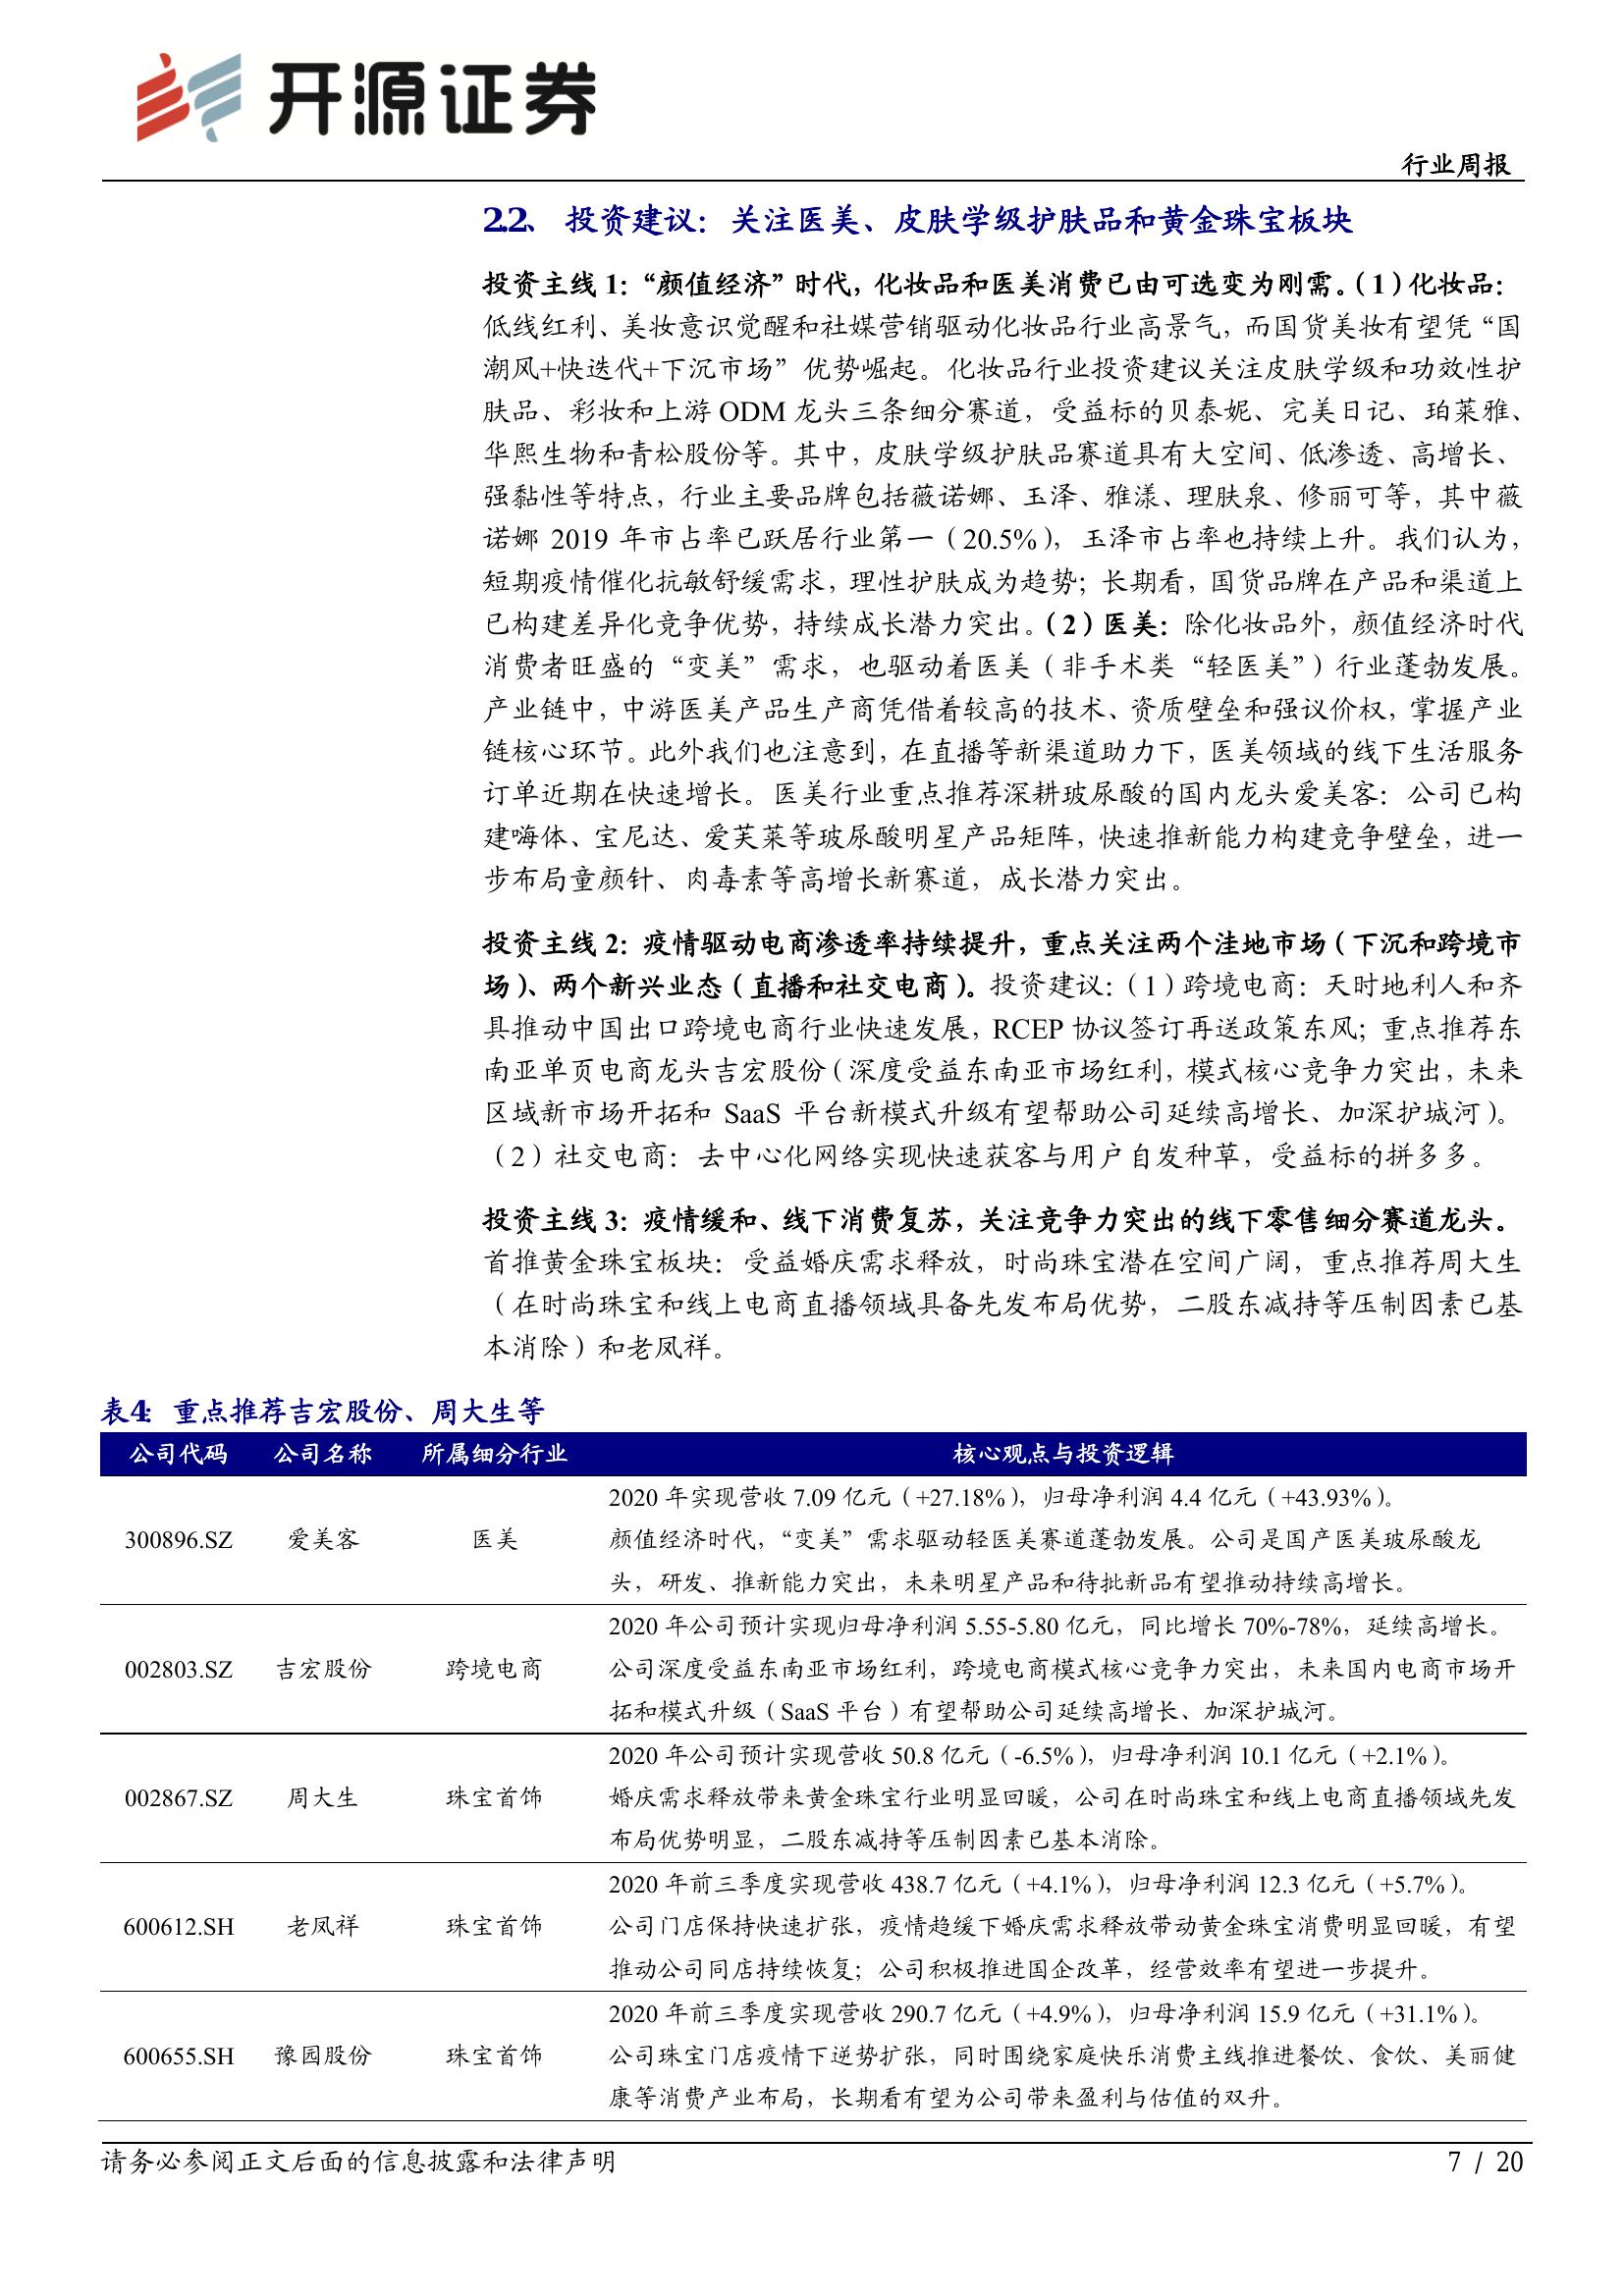 开源证券
行业周报
2.2、 投资建议：关注医美、皮肤学级护肤品和黄金珠宝板块
投资主线 1：“颜值经济”时代，化妆品和医美消费已由可选变为刚需。（1）化妆品：
低线红利、美妆意识觉醒和社媒营销驱动化妆品行业高景气，而国货美妆有望凭“国
潮风+快迭代+下沉市场”优势崛起。化妆品行业投资建议关注皮肤学级和功效性护
肤品、彩妆和上游 ODM 龙头三条细分赛道，受益标的贝泰妮、完美日记、珀莱雅、
华熙生物和青松股份等。其中，皮肤学级护肤品赛道具有大空间、低渗透、高增长、
强黏性等特点，行业主要品牌包括薇诺娜、玉泽、雅漾、理肤泉、修丽可等，其中薇
诺娜 2019 年市占率已跃居行业第一（20.5%），玉泽市占率也持续上升。我们认为，
短期疫情催化抗敏舒缓需求，理性护肤成为趋势；长期看，国货品牌在产品和渠道上
已构建差异化竞争优势，持续成长潜力突出。（2）医美：除化妆品外，颜值经济时代
消费者旺盛的“变美”需求，也驱动着医美（非手术类“轻医美”）行业蓬勃发展。
产业链中，中游医美产品生产商凭借着较高的技术、资质壁垒和强议价权，掌握产业
链核心环节。此外我们也注意到，在直播等新渠道助力下，医美领域的线下生活服务
订单近期在快速增长。医美行业重点推荐深耕玻尿酸的国内龙头爱美客：公司已构
建嗨体、宝尼达、爱芙莱等玻尿酸明星产品矩阵，快速推新能力构建竞争壁垒，进一
步布局童颜针、肉毒素等高增长新赛道，成长潜力突出。
投资主线 2：疫情驱动电商渗透率持续提升，重点关注两个洼地市场（下沉和跨境市
场）、两个新兴业态（直播和社交电商）。投资建议：（1）跨境电商：天时地利人和齐
具推动中国出口跨境电商行业快速发展，RCEP 协议签订再送政策东风；重点推荐东
南亚单页电商龙头吉宏股份（深度受益东南亚市场红利，模式核心竞争力突出，未来
区域新市场开拓和 SaaS 平台新模式升级有望帮助公司延续高增长、加深护城河）。
（2）社交电商：去中心化网络实现快速获客与用户自发种草，受益标的拼多多。
投资主线 3：疫情缓和、线下消费复苏，关注竞争力突出的线下零售细分赛道龙头。
首推黄金珠宝板块：受益婚庆需求释放，时尚珠宝潜在空间广阔，重点推荐周大生
（在时尚珠宝和线上电商直播领域具备先发布局优势，二股东减持等压制因素已基
本消除）和老凤祥。
表4：重点推荐吉宏股份、周大生等
公司代码 公司名称 所属细分行业 核心观点与投资逻辑
2020 年实现营收 7.09 亿元（+27.18%），归母净利润 4.4 亿元（+43.93%）。
300896.SZ 爱美客 医美 颜值经济时代，“变美”需求驱动轻医美赛道蓬勃发展。公司是国产医美玻尿酸龙
头，研发、推新能力突出，未来明星产品和待批新品有望推动持续高增长。
2020 年公司预计实现归母净利润 5.55-5.80 亿元，同比增长 70%-78%，延续高增长。
002803.SZ 吉宏股份 跨境电商 公司深度受益东南亚市场红利，跨境电商模式核心竞争力突出，未来国内电商市场开
拓和模式升级（SaaS 平台）有望帮助公司延续高增长、加深护城河。
2020 年公司预计实现营收 50.8 亿元（-6.5%），归母净利润 10.1 亿元（+2.1%）。
002867.SZ 周大生 珠宝首饰 婚庆需求释放带来黄金珠宝行业明显回暖，公司在时尚珠宝和线上电商直播领域先发
布局优势明显，二股东减持等压制因素已基本消除。
2020 年前三季度实现营收 438.7 亿元（+4.1%），归母净利润 12.3 亿元（+5.7%）。
600612.SH 老凤祥 珠宝首饰 公司门店保持快速扩张，疫情趋缓下婚庆需求释放带动黄金珠宝消费明显回暖，有望
推动公司同店持续恢复；公司积极推进国企改革，经营效率有望进一步提升。
2020 年前三季度实现营收 290.7 亿元（+4.9%），归母净利润 15.9 亿元（+31.1%）。
600655.SH 豫园股份 珠宝首饰 公司珠宝门店疫情下逆势扩张，同时围绕家庭快乐消费主线推进餐饮、食饮、美丽健
康等消费产业布局，长期看有望为公司带来盈利与估值的双升。
请务必参阅正文后面的信息披露和法律声明 7 / 20